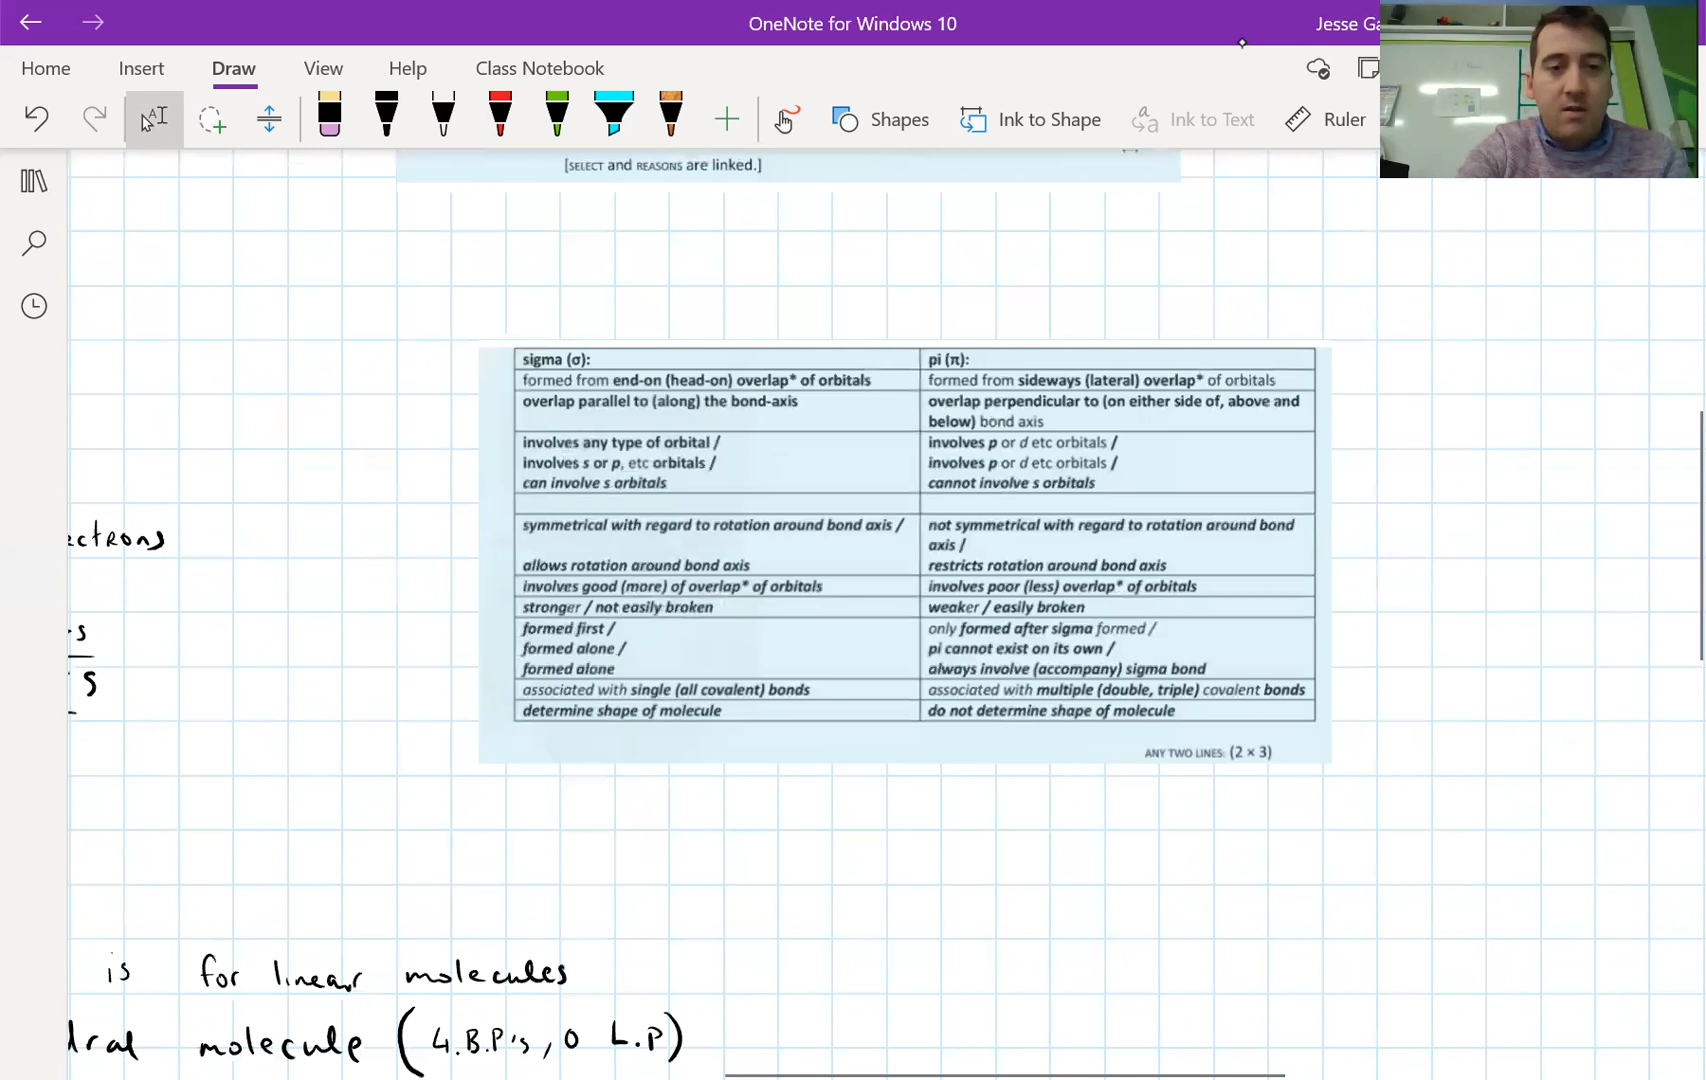 OneNote for Windows 10
Jesse Ga
Home Insert Draw View Help Class Notebook
Shapes Ink to Shape Ink to Text Ruler
[SELECT and REASONS are linked.]
sigma (σ): pi (π):
formed from end-on (head-on) overlap* of orbitals formed from sideways (lateral) overlap* of orbitals
overlap parallel to (along) the bond-axis overlap perpendicular to (on either side of, above and
below) bond axis
involves any type of orbital / involves p or d etc orbitals /
involves s or p, etc orbitals / involves p or d etc orbitals /
can involve s orbitals cannot involve s orbitals
symmetrical with regard to rotation around bond axis / not symmetrical with regard to rotation around bond
axis /
allows rotation around bond axis restricts rotation around bond axis
involves good (more) of overlap* of orbitals involves poor (less) overlap* of orbitals
stronger / not easily broken weaker / easily broken
formed first / only formed after sigma formed /
formed alone / pi cannot exist on its own /
formed alone always involve (accompany) sigma bond
associated with single (all covalent) bonds associated with multiple (double, triple) covalent bonds
determine shape of molecule do not determine shape of molecule
ANY TWO LINES: (2 × 3)
ectrons
s
s
is for linear molecules
dral molecule (4.B.P's, 0 L.P)